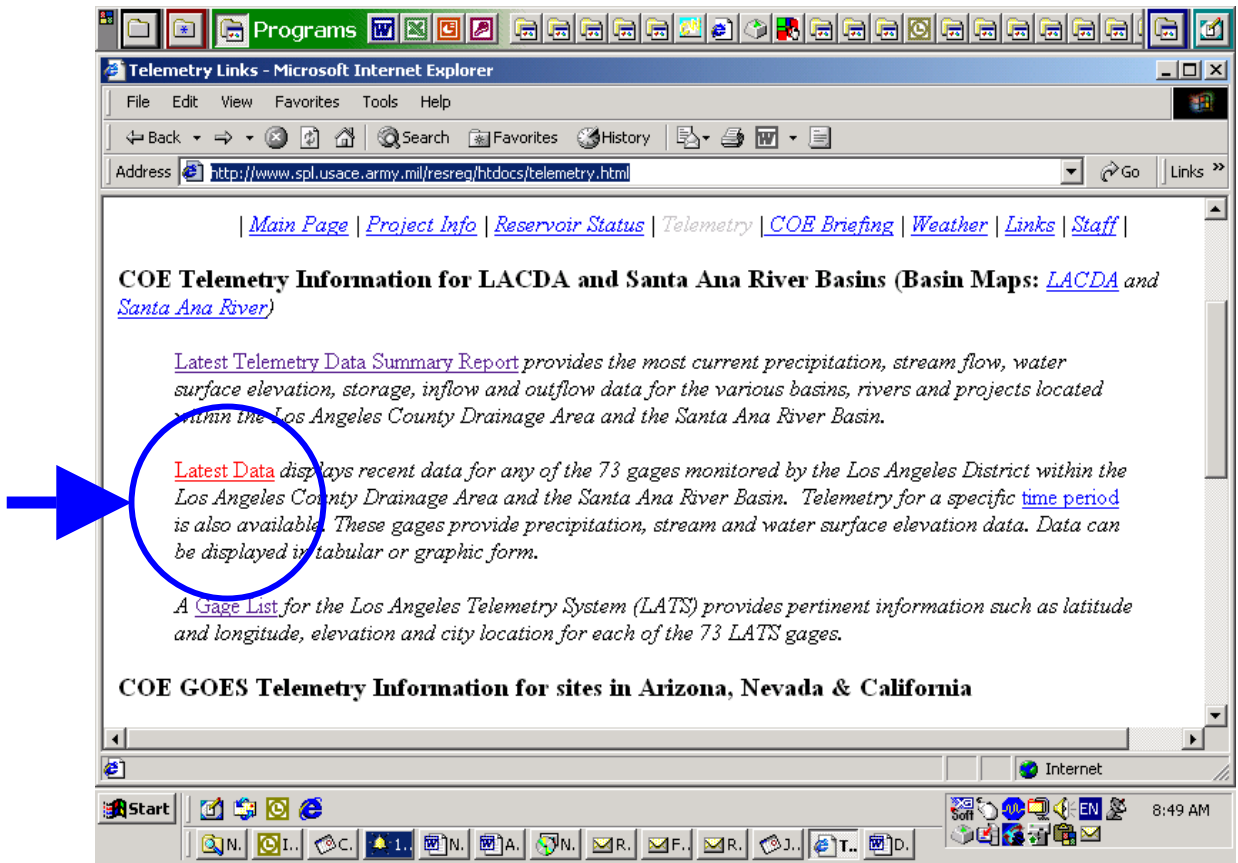 Programs
Telemetry Links - Microsoft Internet Explorer
File Edit View Favorites Tools Help
Back Search Favorites History
Address http://www.spl.usace.army.mil/resreg/htdocs/telemetry.html Go Links »
| Main Page | Project Info | Reservoir Status | Telemetry | COE Briefing | Weather | Links | Staff |
COE Telemetry Information for LACDA and Santa Ana River Basins (Basin Maps: LACDA and
Santa Ana River)
Latest Telemetry Data Summary Report provides the most current precipitation, stream flow, water
surface elevation, storage, inflow and outflow data for the various basins, rivers and projects located
within the Los Angeles County Drainage Area and the Santa Ana River Basin.
Latest Data displays recent data for any of the 73 gages monitored by the Los Angeles District within the
Los Angeles County Drainage Area and the Santa Ana River Basin. Telemetry for a specific time period
is also available. These gages provide precipitation, stream and water surface elevation data. Data can
be displayed in tabular or graphic form.
A Gage List for the Los Angeles Telemetry System (LATS) provides pertinent information such as latitude
and longitude, elevation and city location for each of the 73 LATS gages.
COE GOES Telemetry Information for sites in Arizona, Nevada & California
Internet
Start EN 8:49 AM
N. I.. C. 1.. N. A. N. R. F.. R. J.. T.. D.